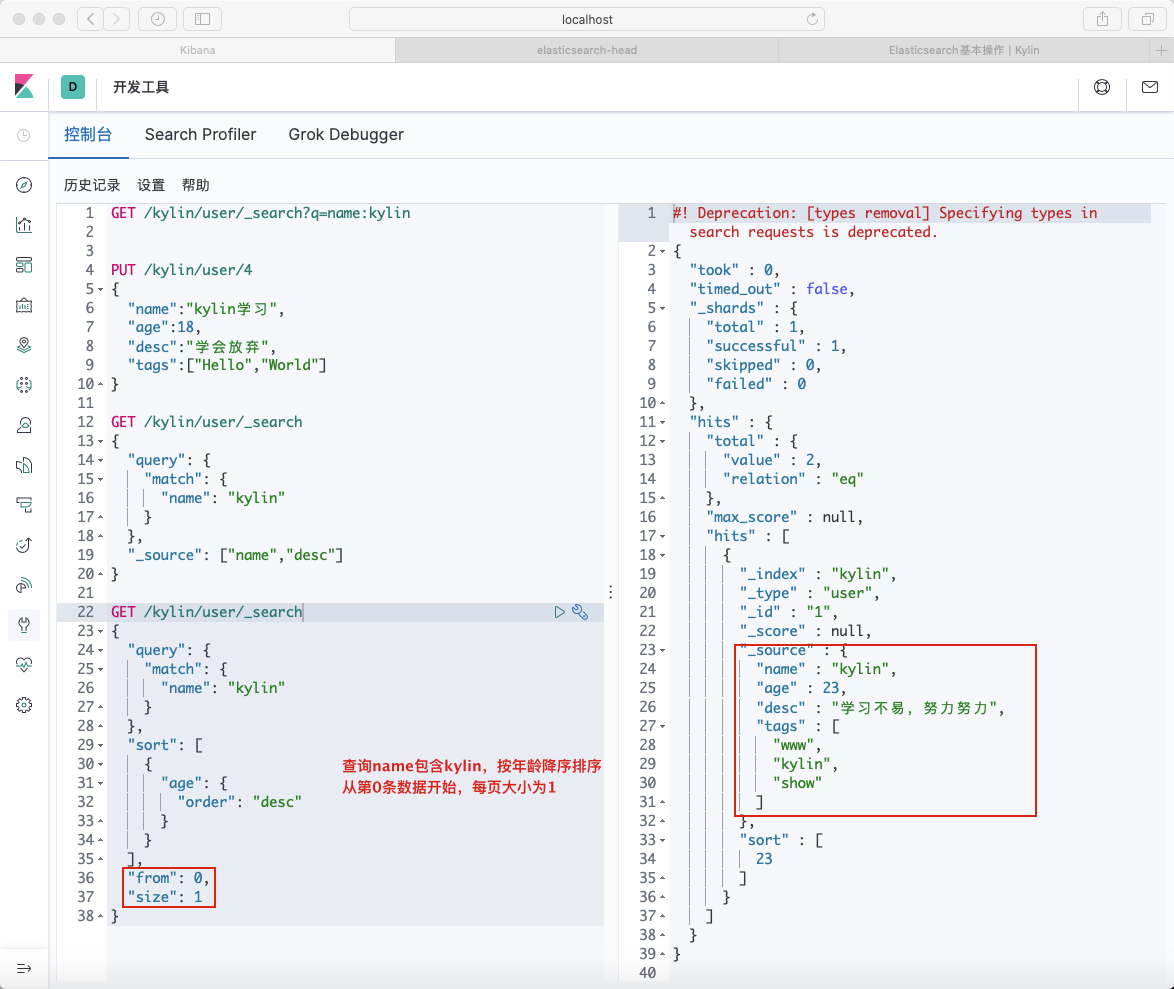 localhost
Kibana
elasticsearch-head
Elasticsearch基本操作 | Kylin
D
开发工具
控制台
Search Profiler
Grok Debugger
历史记录
设置
帮助
1 GET /kylin/user/_search?q=name:kylin
2
3
4 PUT /kylin/user/4
5 {
6 "name":"kylin学习",
7 "age":18,
8 "desc":"学会放弃",
9 "tags":["Hello","World"]
10 }
11
12 GET /kylin/user/_search
13 {
14 "query": {
15 "match": {
16 "name": "kylin"
17 }
18 },
19 "_source": ["name","desc"]
20 }
21
22 GET /kylin/user/_search
23 {
24 "query": {
25 "match": {
26 "name": "kylin"
27 }
28 },
29 "sort": [
30 {
31 "age": {
32 "order": "desc"
33 }
34 }
35 ],
36 "from": 0,
37 "size": 1
38 }
查询name包含kylin，按年龄降序排序
从第0条数据开始，每页大小为1
1 #! Deprecation: [types removal] Specifying types in
search requests is deprecated.
2 {
3 "took" : 0,
4 "timed_out" : false,
5 "_shards" : {
6 "total" : 1,
7 "successful" : 1,
8 "skipped" : 0,
9 "failed" : 0
10 },
11 "hits" : {
12 "total" : {
13 "value" : 2,
14 "relation" : "eq"
15 },
16 "max_score" : null,
17 "hits" : [
18 {
19 "_index" : "kylin",
20 "_type" : "user",
21 "_id" : "1",
22 "_score" : null,
23 "_source" : {
24 "name" : "kylin",
25 "age" : 23,
26 "desc" : "学习不易，努力努力",
27 "tags" : [
28 "www",
29 "kylin",
30 "show"
31 ]
32 },
33 "sort" : [
34 23
35 ]
36 }
37 ]
38 }
39 }
40